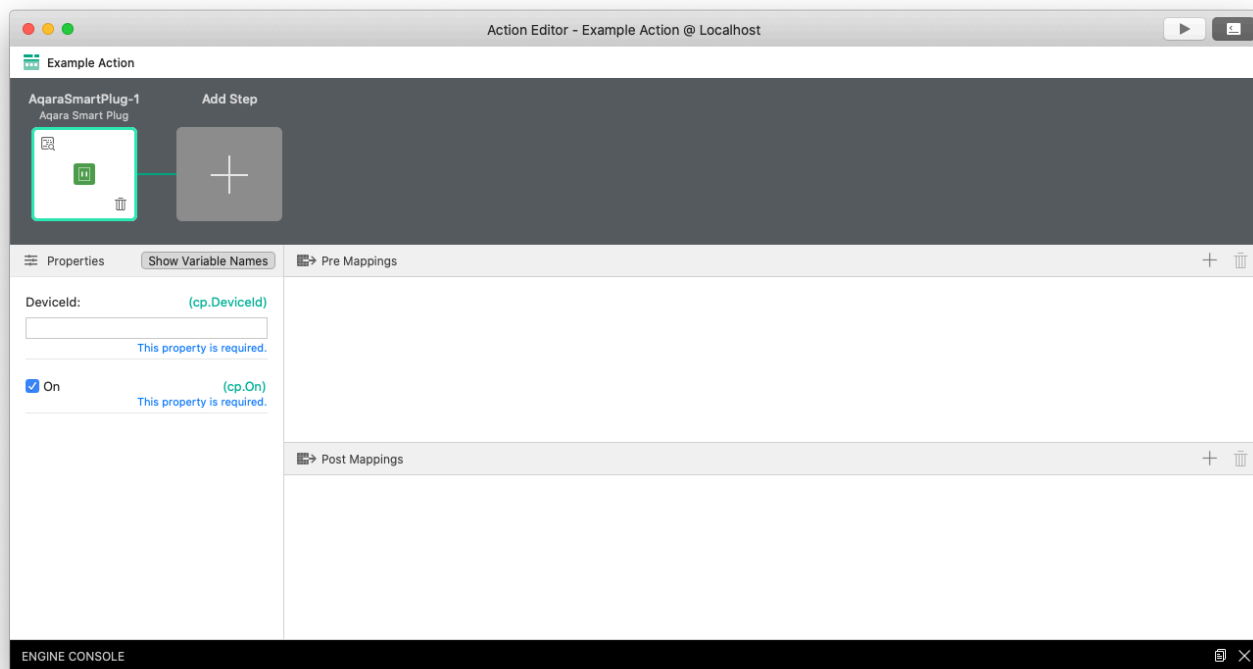 Action Editor - Example Action @ Localhost
Example Action
AqaraSmartPlug-1
Aqara Smart Plug
Add Step
Properties
Show Variable Names
Pre Mappings
DeviceId:
(cp.DeviceId)
This property is required.
On
(cp.On)
This property is required.
Post Mappings
ENGINE CONSOLE